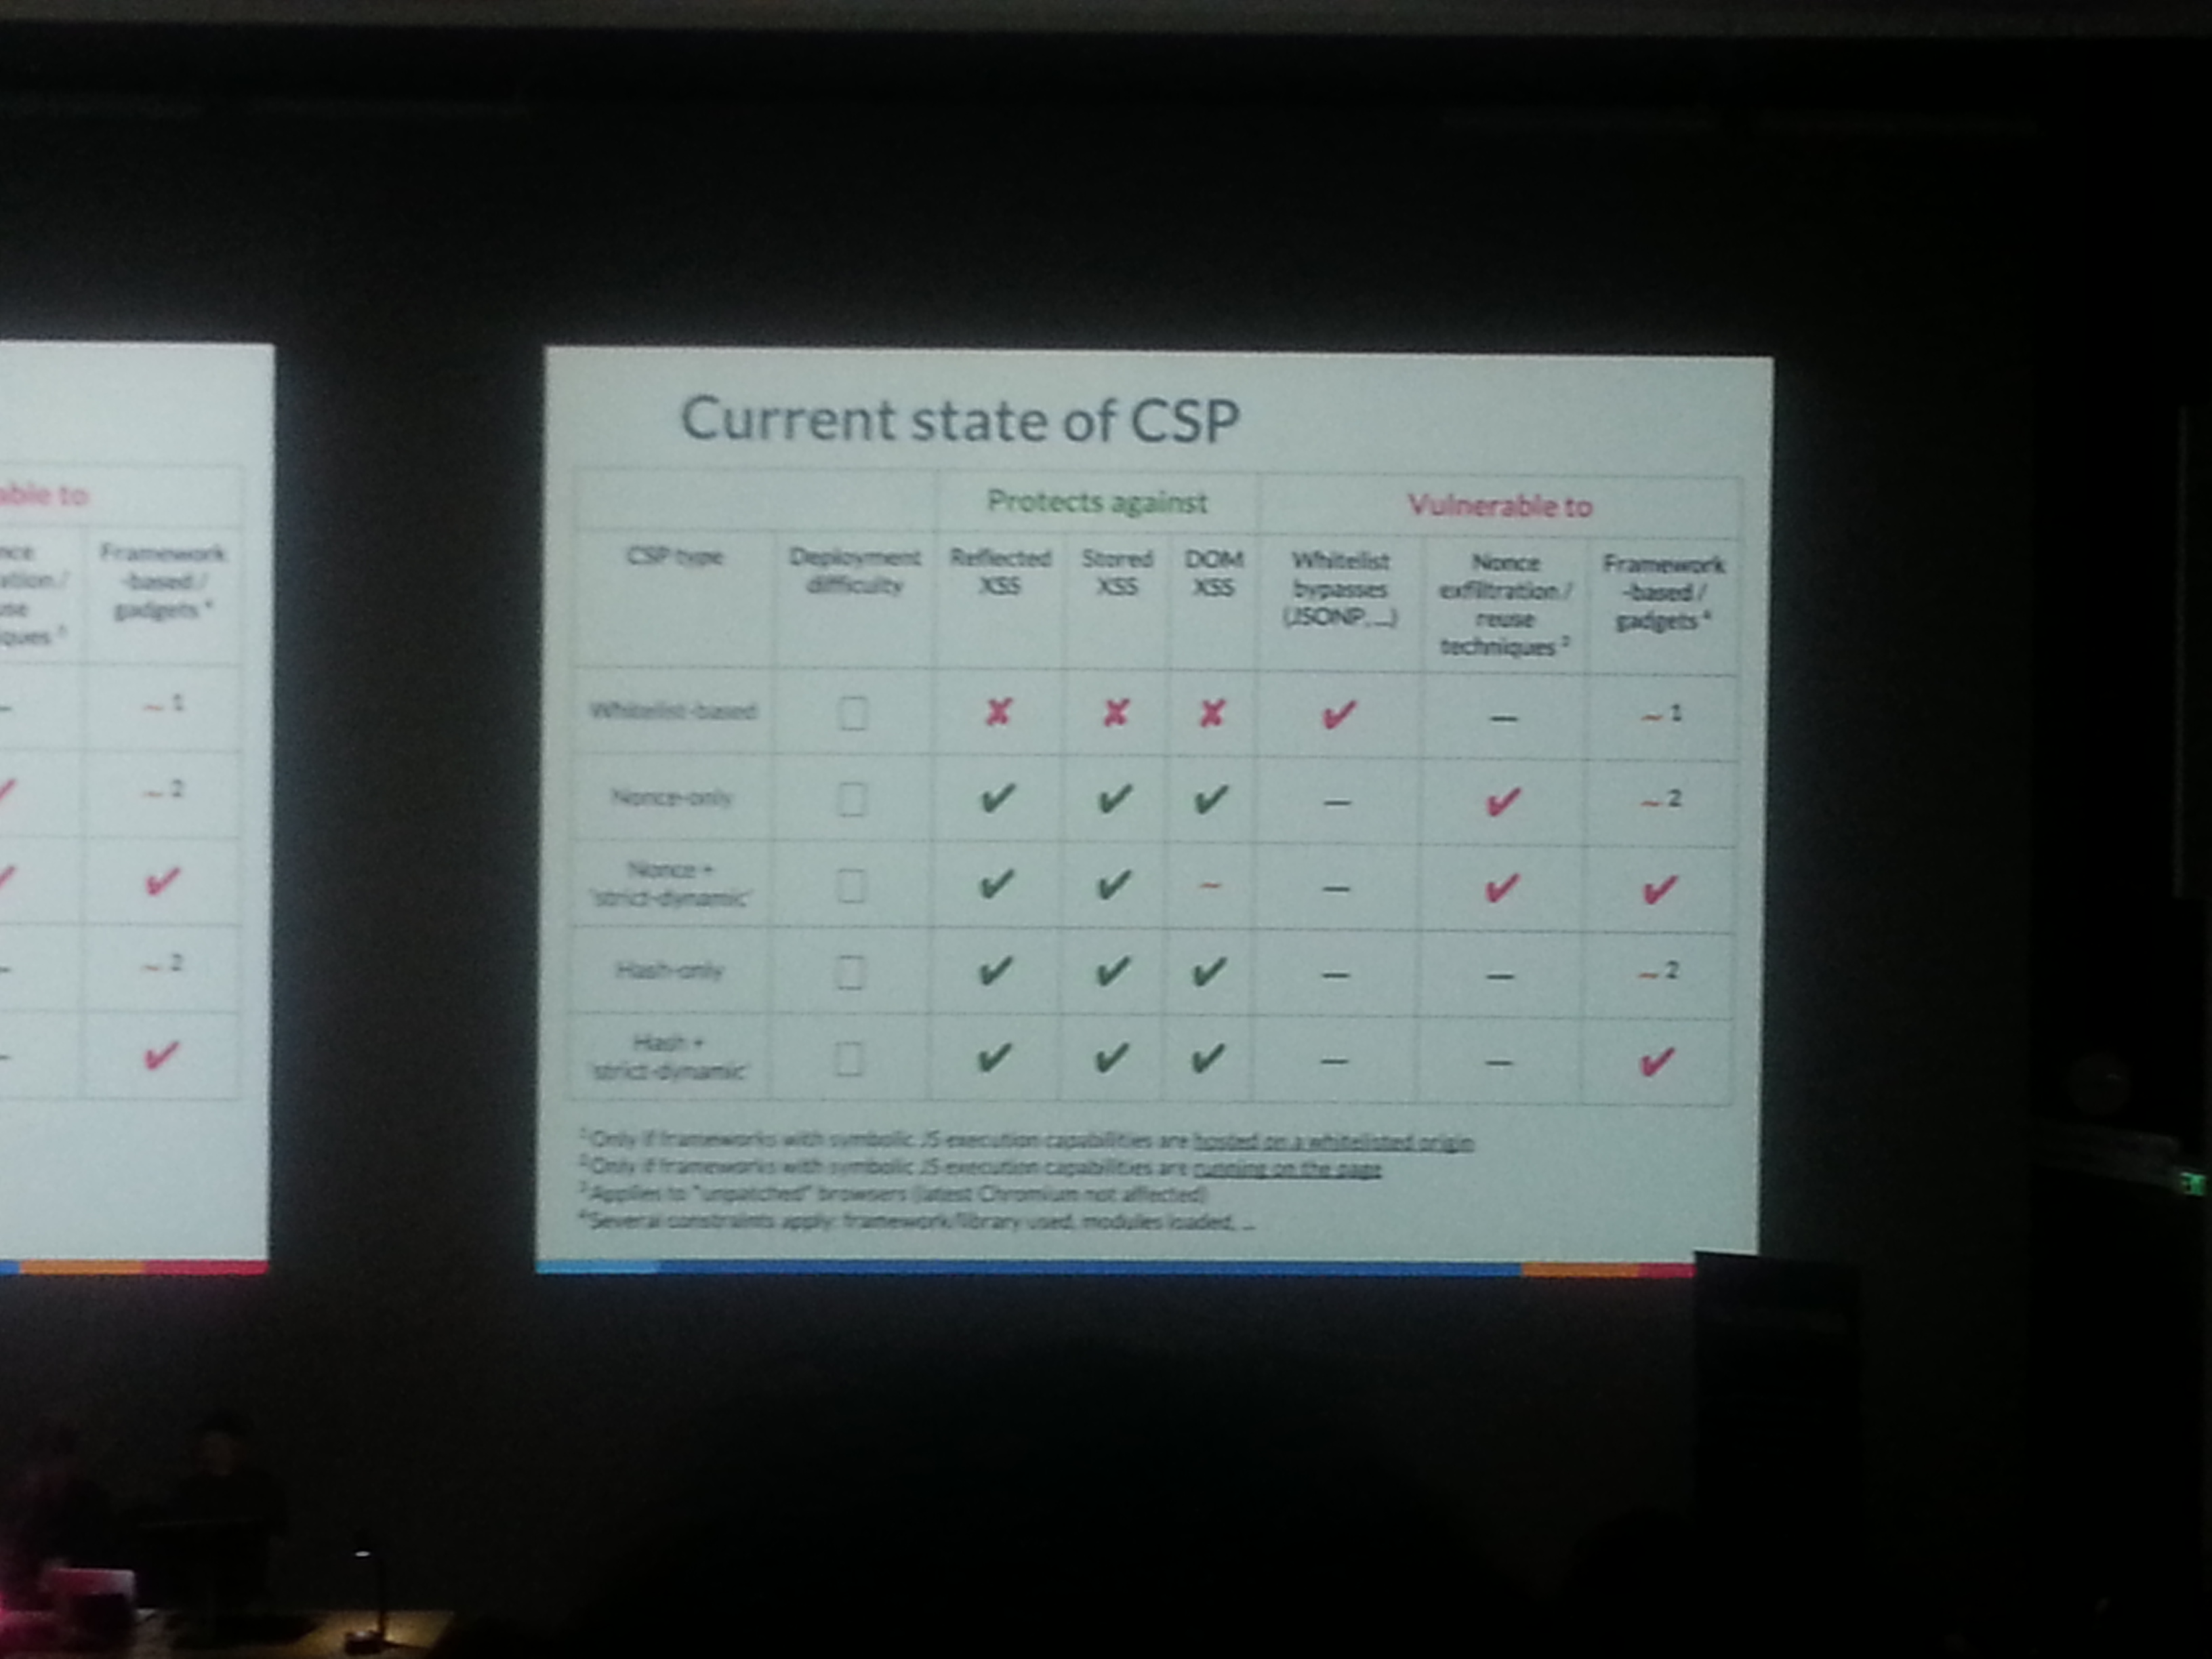 able to
nce
ation /
use
iques ³
Framework
-based /
gadgets ⁴
– ~ 1
✔ ~ 2
✔ ✔
– ~ 2
– ✔
Current state of CSP
Protects against Vulnerable to
CSP type
Deployment
difficulty
Reflected
XSS
Stored
XSS
DOM
XSS
Whitelist
bypasses
(JSONP, ...)
Nonce
exfiltration /
reuse
techniques ³
Framework
-based /
gadgets ⁴
Whitelist-based □ ✘ ✘ ✘ ✔ – ~ 1
Nonce-only □ ✔ ✔ ✔ – ✔ ~ 2
Nonce +
'strict-dynamic' □ ✔ ✔ ~ – ✔ ✔
Hash-only □ ✔ ✔ ✔ – – ~ 2
Hash +
'strict-dynamic' □ ✔ ✔ ✔ – – ✔
¹ Only if frameworks with symbolic JS execution capabilities are hosted on a whitelisted origin
² Only if frameworks with symbolic JS execution capabilities are running on the page
³ Applies to "unpatched" browsers (latest Chromium not affected)
⁴ Several constraints apply: framework/library used, modules loaded, ...